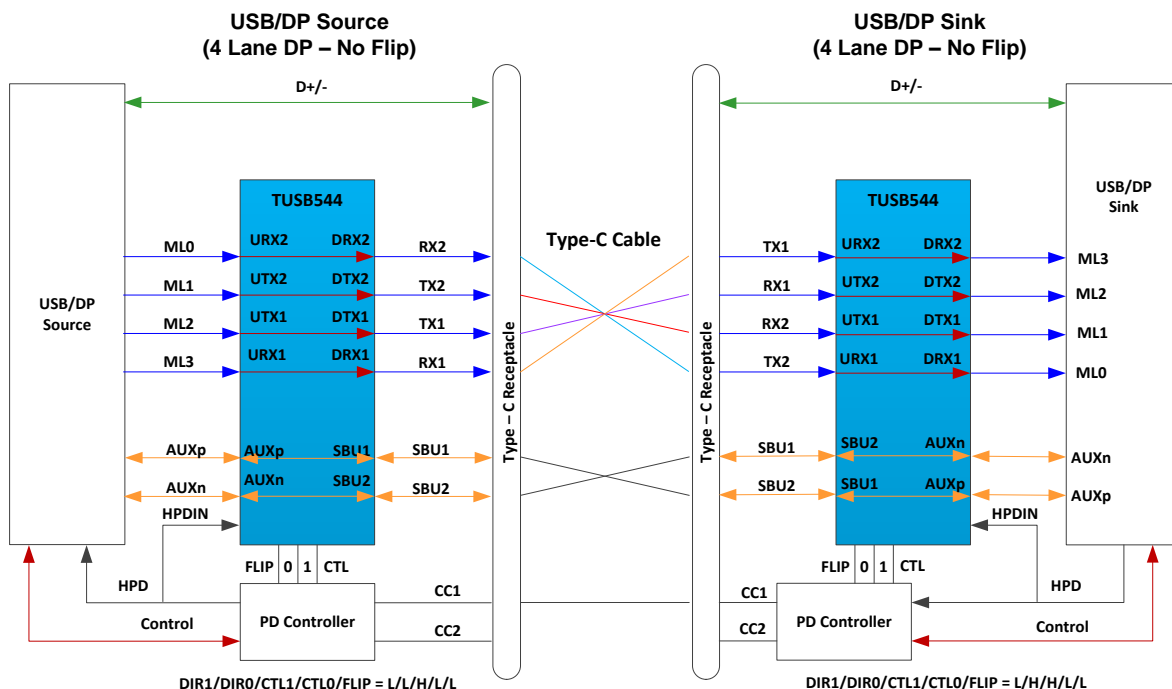 USB/DP Source
(4 Lane DP – No Flip)
USB/DP Sink
(4 Lane DP – No Flip)
D+/-
D+/-
TUSB544
TUSB544
USB/DP
Source
USB/DP
Sink
Type-C Cable
ML0
URX2
DRX2
RX2
TX1
URX2
DRX2
ML3
ML1
UTX2
DTX2
TX2
RX1
UTX2
DTX2
ML2
ML2
UTX1
DTX1
TX1
RX2
UTX1
DTX1
ML1
ML3
URX1
DRX1
RX1
TX2
URX1
DRX1
ML0
Type – C Receptacle
Type – C Receptacle
AUXp
AUXp
SBU1
SBU1
SBU1
SBU2
AUXn
AUXn
AUXn
AUXn
SBU2
SBU2
SBU2
SBU1
AUXp
AUXp
HPDIN
HPDIN
FLIP
0
1
CTL
FLIP
0
1
CTL
HPD
CC1
CC1
HPD
Control
PD Controller
CC2
CC2
PD Controller
Control
DIR1/DIR0/CTL1/CTL0/FLIP = L/L/H/L/L
DIR1/DIR0/CTL1/CTL0/FLIP = L/H/H/L/L